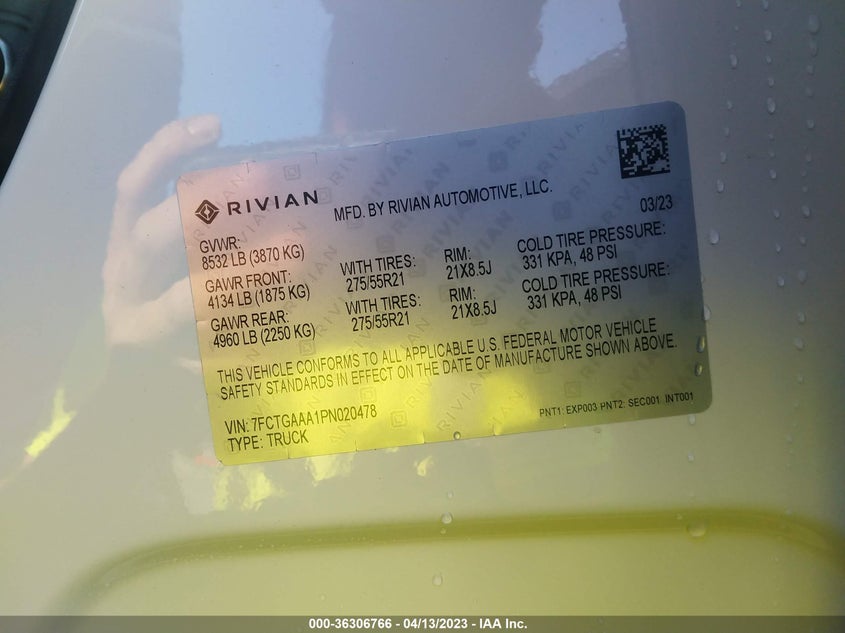 RIVIAN
MFD. BY RIVIAN AUTOMOTIVE, LLC.
03/23
GVWR:
8532 LB (3870 KG)
GAWR FRONT:
4134 LB (1875 KG)
WITH TIRES:
275/55R21
RIM:
21X8.5J
COLD TIRE PRESSURE:
331 KPA, 48 PSI
GAWR REAR:
4960 LB (2250 KG)
WITH TIRES:
275/55R21
RIM:
21X8.5J
COLD TIRE PRESSURE:
331 KPA, 48 PSI
THIS VEHICLE CONFORMS TO ALL APPLICABLE U.S. FEDERAL MOTOR VEHICLE
SAFETY STANDARDS IN EFFECT ON THE DATE OF MANUFACTURE SHOWN ABOVE.
VIN: 7FCTGAAA1PN020478
TYPE: TRUCK
PNT1: EXP003 PNT2: SEC001 INT001
000-36306766 - 04/13/2023 - IAA Inc.